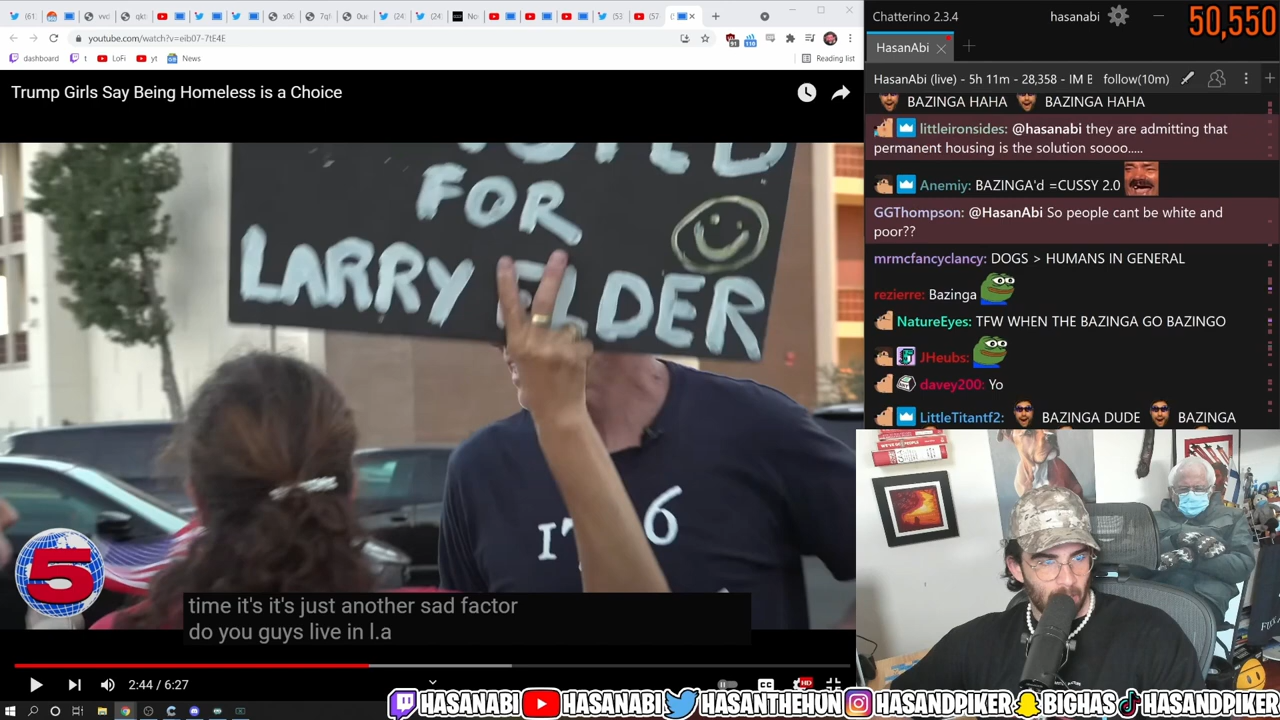 youtube.com/watch?v=eib07-7tE4E
dashboard
t
LoFi
yt
News
Reading list
Trump Girls Say Being Homeless is a Choice
FOR
LARRY ELDER
5
time it's it's just another sad factor
do you guys live in l.a
2:44 / 6:27
CC
HD
Chatterino 2.3.4
hasanabi
50,550
HasanAbi
HasanAbi (live) - 5h 11m - 28,358 - IM B
follow(10m)
BAZINGA HAHA BAZINGA HAHA
littleironsides: @hasanabi they are admitting that
permanent housing is the solution soooo.....
Anemiy: BAZINGA'd =CUSSY 2.0
GGThompson: @HasanAbi So people cant be white and
poor??
mrmcfancyclancy: DOGS > HUMANS IN GENERAL
rezierre: Bazinga
NatureEyes: TFW WHEN THE BAZINGA GO BAZINGO
JHeubs:
davey200: Yo
LittleTitantf2: BAZINGA DUDE BAZINGA
HASANABI HASANABI HASANTHEHUN HASANDPIKER BIGHAS HASANDPIKER